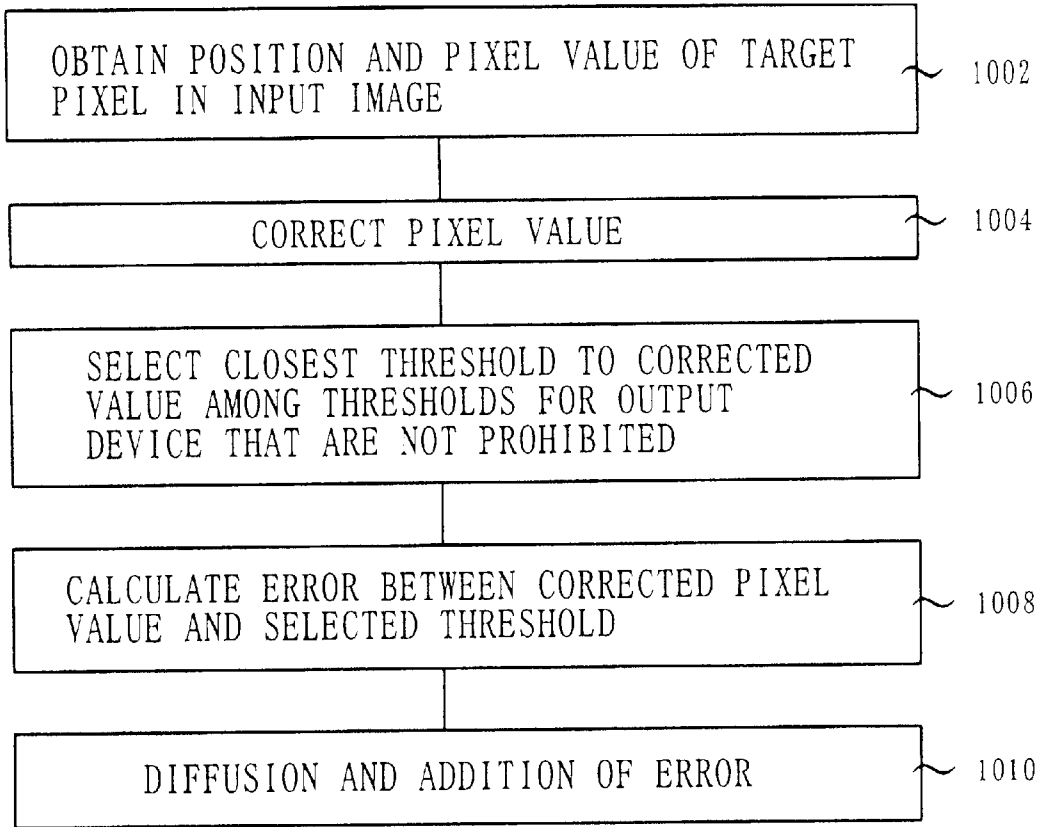 OBTAIN POSITION AND PIXEL VALUE OF TARGET
PIXEL IN INPUT IMAGE
1002
CORRECT PIXEL VALUE
1004
SELECT CLOSEST THRESHOLD TO CORRECTED
VALUE AMONG THRESHOLDS FOR OUTPUT
DEVICE THAT ARE NOT PROHIBITED
1006
CALCULATE ERROR BETWEEN CORRECTED PIXEL
VALUE AND SELECTED THRESHOLD
1008
DIFFUSION AND ADDITION OF ERROR
1010